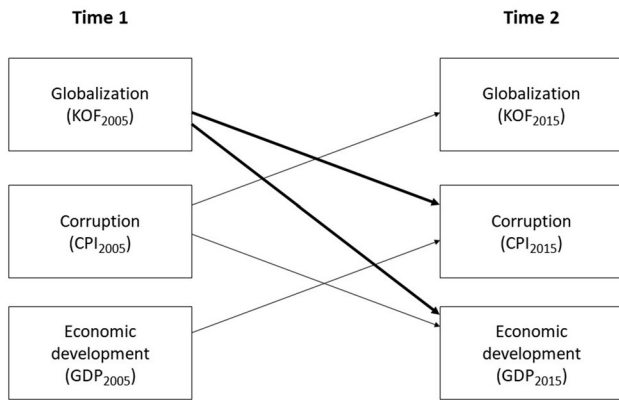 Time 1
Time 2
Globalization
(KOF2005)
Globalization
(KOF2015)
Corruption
(CPI2005)
Corruption
(CPI2015)
Economic
development
(GDP2005)
Economic
development
(GDP2015)